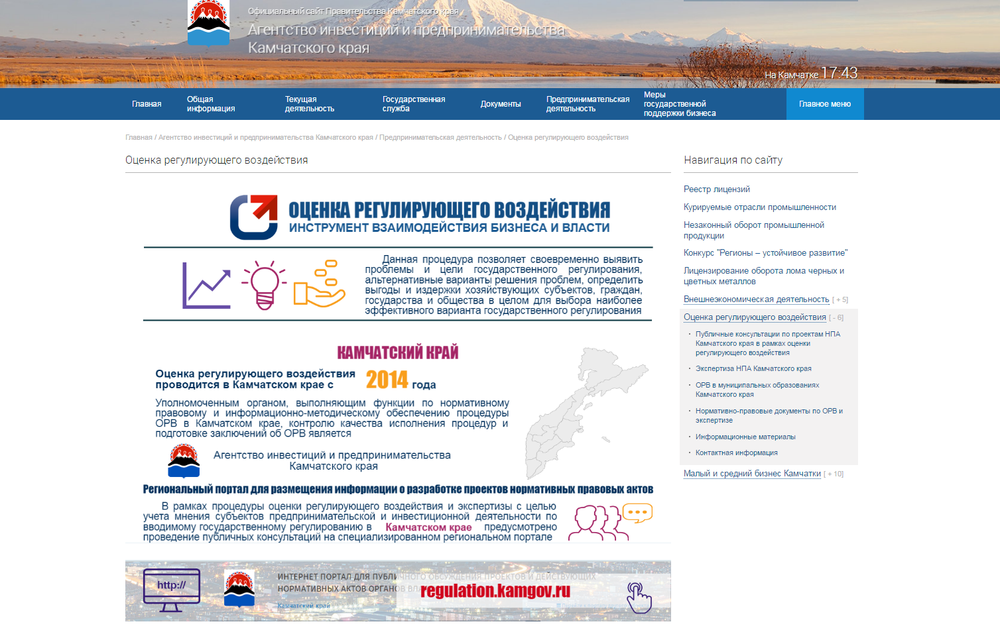 Официальный сайт Правительства Камчатского края
Агентство инвестиций и предпринимательства
Камчатского края
На Камчатке 17:43
Главная
Общая
информация
Текущая
деятельность
Государственная
служба
Документы
Предпринимательская
деятельность
Меры
государственной
поддержки бизнеса
Главное меню
Главная / Агентство инвестиций и предпринимательства Камчатского края / Предпринимательская деятельность / Оценка регулирующего воздействия
Оценка регулирующего воздействия
ОЦЕНКА РЕГУЛИРУЮЩЕГО ВОЗДЕЙСТВИЯ
ИНСТРУМЕНТ ВЗАИМОДЕЙСТВИЯ БИЗНЕСА И ВЛАСТИ
Данная процедура позволяет своевременно выявить
проблемы и цели государственного регулирования,
альтернативные варианты решения проблем, определить
выгоды и издержки хозяйствующих субъектов, граждан,
государства и общества в целом для выбора наиболее
эффективного варианта государственного регулирования
КАМЧАТСКИЙ КРАЙ
Оценка регулирующего воздействия
проводится в Камчатском крае с 2014 года
Уполномоченным органом, выполняющим функции по нормативному
правовому и информационно-методическому обеспечению процедуры
ОРВ в Камчатском крае, контролю качества исполнения процедур и
подготовке заключений об ОРВ является
Агентство инвестиций и предпринимательства
Камчатского края
Региональный портал для размещения информации о разработке проектов нормативных правовых актов
В рамках процедуры оценки регулирующего воздействия и экспертизы с целью
учета мнения субъектов предпринимательской и инвестиционной деятельности по
вводимому государственному регулированию в Камчатском крае предусмотрено
проведение публичных консультаций на специализированном региональном портале
http://
ИНТЕРНЕТ ПОРТАЛ ДЛЯ ПУБЛИЧНОГО ОБСУЖДЕНИЯ ПРОЕКТОВ И ДЕЙСТВУЮЩИХ
НОРМАТИВНЫХ АКТОВ ОРГАНОВ
Камчатский край
regulation.kamgov.ru
Навигация по сайту
Реестр лицензий
Курируемые отрасли промышленности
Незаконный оборот промышленной
продукции
Конкурс "Регионы – устойчивое развитие"
Лицензирование оборота лома черных и
цветных металлов
Внешнеэкономическая деятельность [ + 5]
Оценка регулирующего воздействия [ - 6]
Публичные консультации по проектам НПА
Камчатского края в рамках оценки
регулирующего воздействия
Экспертиза НПА Камчатского края
ОРВ в муниципальных образованиях
Камчатского края
Нормативно-правовые документы по ОРВ и
экспертизе
Информационные материалы
Контактная информация
Малый и средний бизнес Камчатки [ + 10]